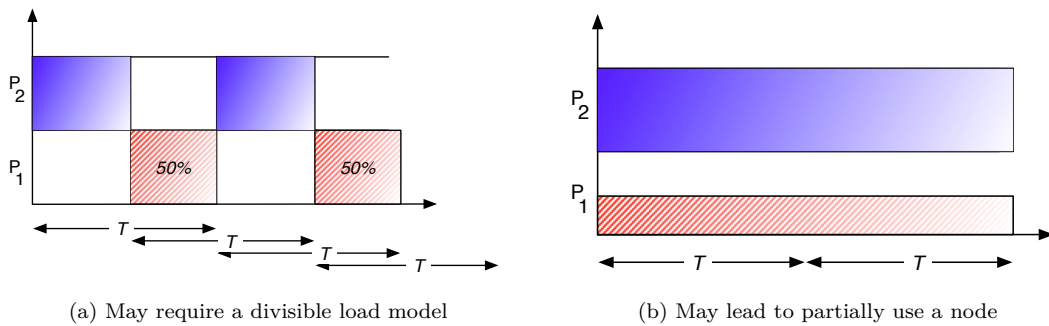 P2
P1
50%
50%
T
T
T
T
(a) May require a divisible load model
P2
P1
T
T
(b) May lead to partially use a node